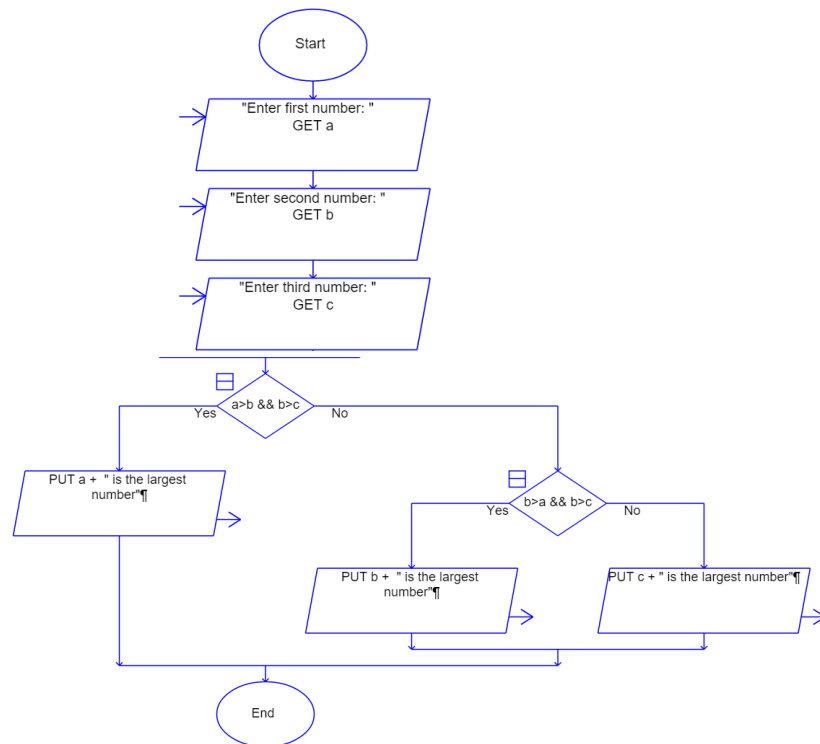 Start
"Enter first number: "
GET a
"Enter second number: "
GET b
"Enter third number: "
GET c
a>b && b>c
Yes
No
PUT a +  " is the largest
number"¶
b>a && b>c
Yes
No
PUT b +  " is the largest
number"¶
PUT c + " is the largest number"¶
End